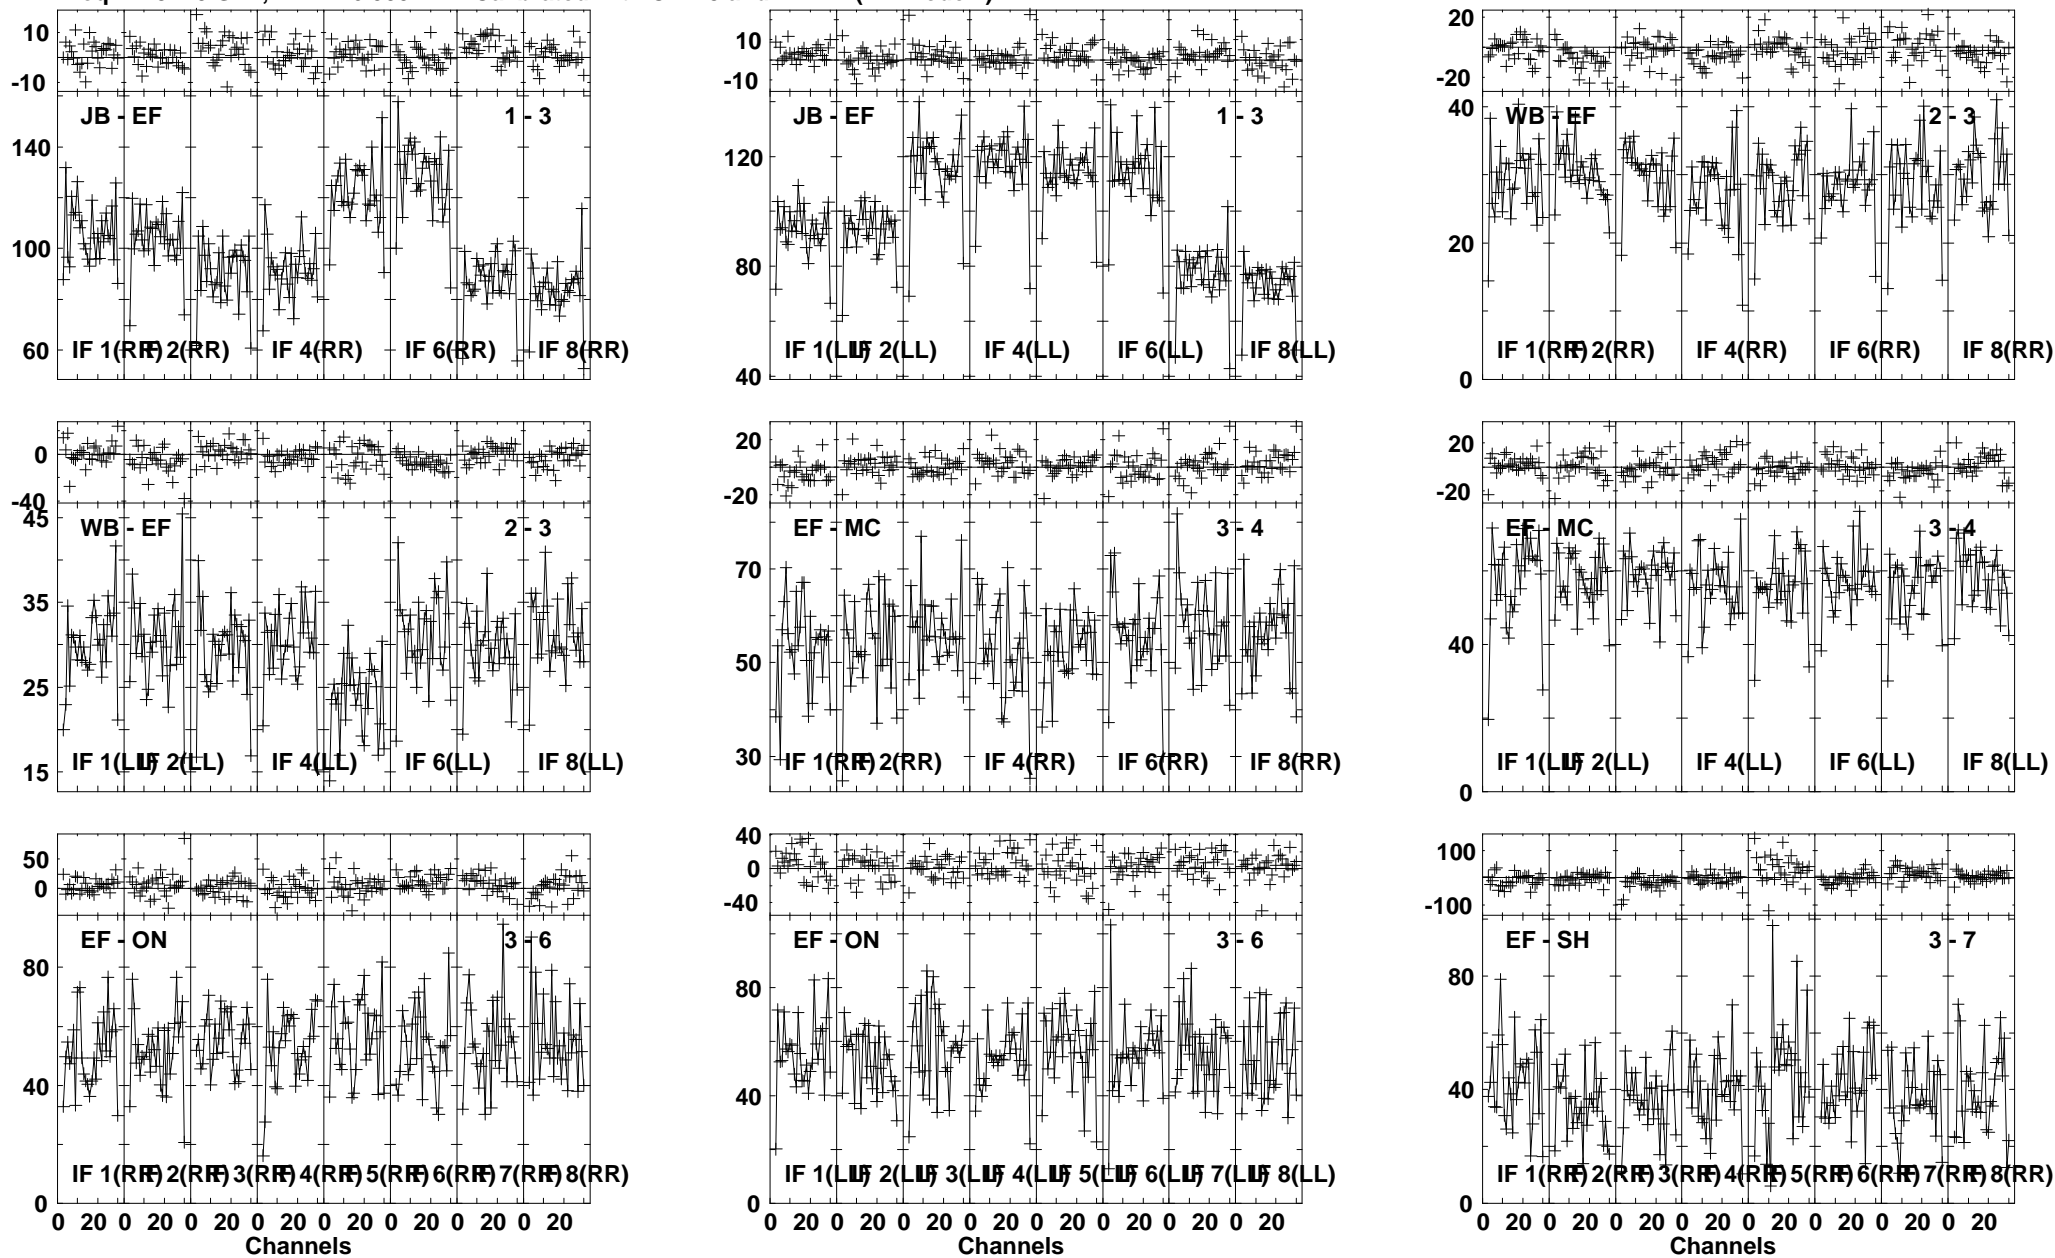 10
-10
JB - EF
1 - 3
140
100
60
IF 1(RR)
IF 2(RR)
IF 4(RR)
IF 6(RR)
IF 8(RR)
10
-10
JB - EF
1 - 3
120
80
40
IF 1(LL)
IF 2(LL)
IF 4(LL)
IF 6(LL)
IF 8(LL)
20
-20
WB - EF
2 - 3
40
20
0
IF 1(RR)
IF 2(RR)
IF 4(RR)
IF 6(RR)
IF 8(RR)
0
-40
WB - EF
2 - 3
45
35
25
15
IF 1(LL)
IF 2(LL)
IF 4(LL)
IF 6(LL)
IF 8(LL)
20
-20
EF - MC
3 - 4
70
50
30
IF 1(RR)
IF 2(RR)
IF 4(RR)
IF 6(RR)
IF 8(RR)
20
-20
EF - MC
3 - 4
40
0
IF 1(LL)
IF 2(LL)
IF 4(LL)
IF 6(LL)
IF 8(LL)
50
0
EF - ON
3 - 6
80
40
0
IF 1(RR)
IF 2(RR)
IF 3(RR)
IF 4(RR)
IF 5(RR)
IF 6(RR)
IF 7(RR)
IF 8(RR)
0 20 0 20 0 20 0 20 0 20 0 20 0 20 0 20
Channels
40
0
-40
EF - ON
3 - 6
80
40
0
IF 1(LL)
IF 2(LL)
IF 3(LL)
IF 4(LL)
IF 5(LL)
IF 6(LL)
IF 7(LL)
IF 8(LL)
0 20 0 20 0 20 0 20 0 20 0 20 0 20 0 20
Channels
100
-100
EF - SH
3 - 7
80
40
0
IF 1(RR)
IF 2(RR)
IF 3(RR)
IF 4(RR)
IF 5(RR)
IF 6(RR)
IF 7(RR)
IF 8(RR)
0 20 0 20 0 20 0 20 0 20 0 20 0 20 0 20
Channels